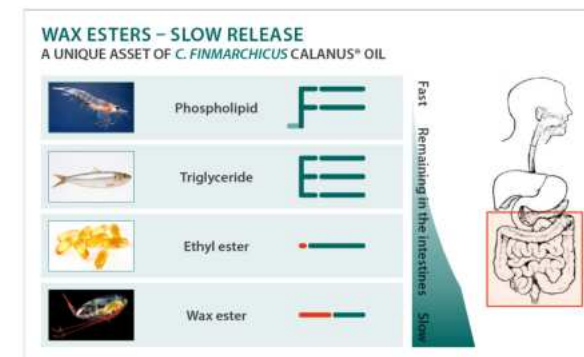 WAX ESTERS – SLOW RELEASE
A UNIQUE ASSET OF C. FINMARCHICUS CALANUS® OIL
Phospholipid
Triglyceride
Ethyl ester
Wax ester
Fast Remaining in the intestines Slow